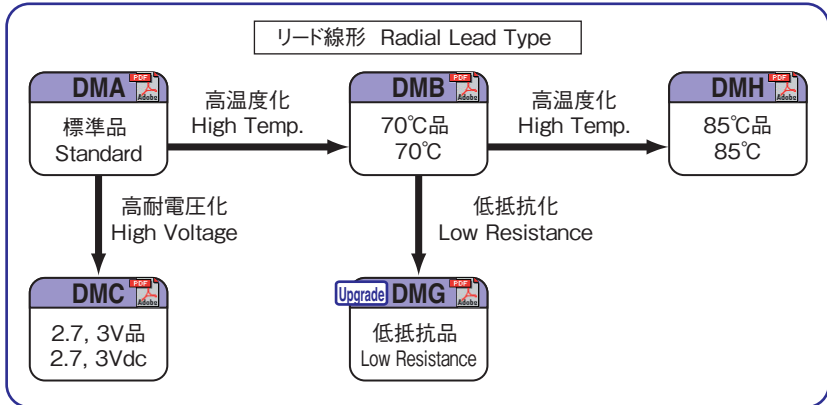 リード線形 Radial Lead Type
DMA
PDF
Adobe
標準品
Standard
高温度化
High Temp.
DMB
PDF
Adobe
70℃品
70℃
高温度化
High Temp.
DMH
PDF
Adobe
85℃品
85℃
高耐電圧化
High Voltage
低抵抗化
Low Resistance
DMC
PDF
Adobe
2.7, 3V品
2.7, 3Vdc
Upgrade
DMG
PDF
Adobe
低抵抗品
Low Resistance